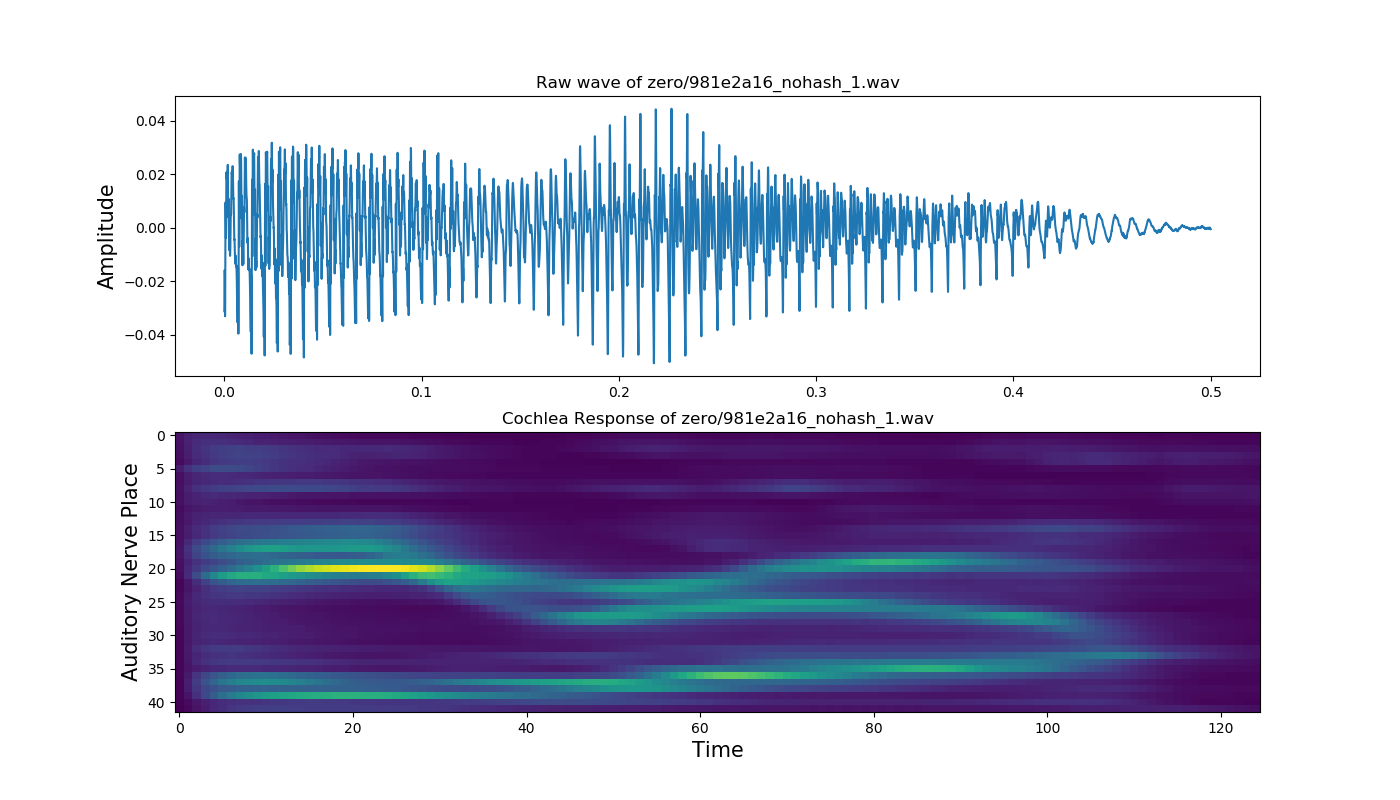 Raw wave of zero/981e2a16_nohash_1.wav
0.04
0.02
0.00
−0.02
−0.04
Amplitude
0.0 0.1 0.2 0.3 0.4 0.5
Cochlea Response of zero/981e2a16_nohash_1.wav
0
5
10
15
20
25
30
35
40
Auditory Nerve Place
0 20 40 60 80 100 120
Time